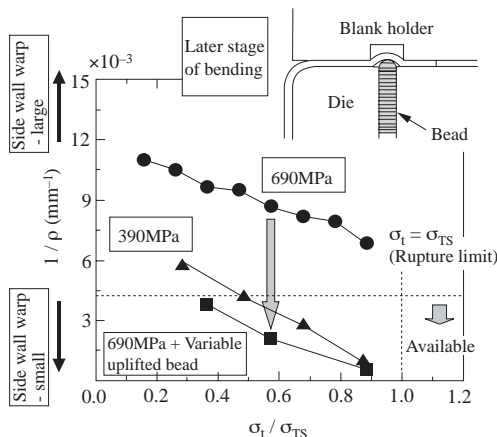 ×10⁻³
Later stage
of bending
Blank holder
Die
Bead
Side wall warp
- large
Side wall warp
- small
1 / ρ (mm⁻¹)
15
12
9
6
3
690MPa
390MPa
690MPa + Variable
uplifted bead
σt = σTS
(Rupture limit)
Available
0.0 0.2 0.4 0.6 0.8 1.0 1.2
σt / σTS